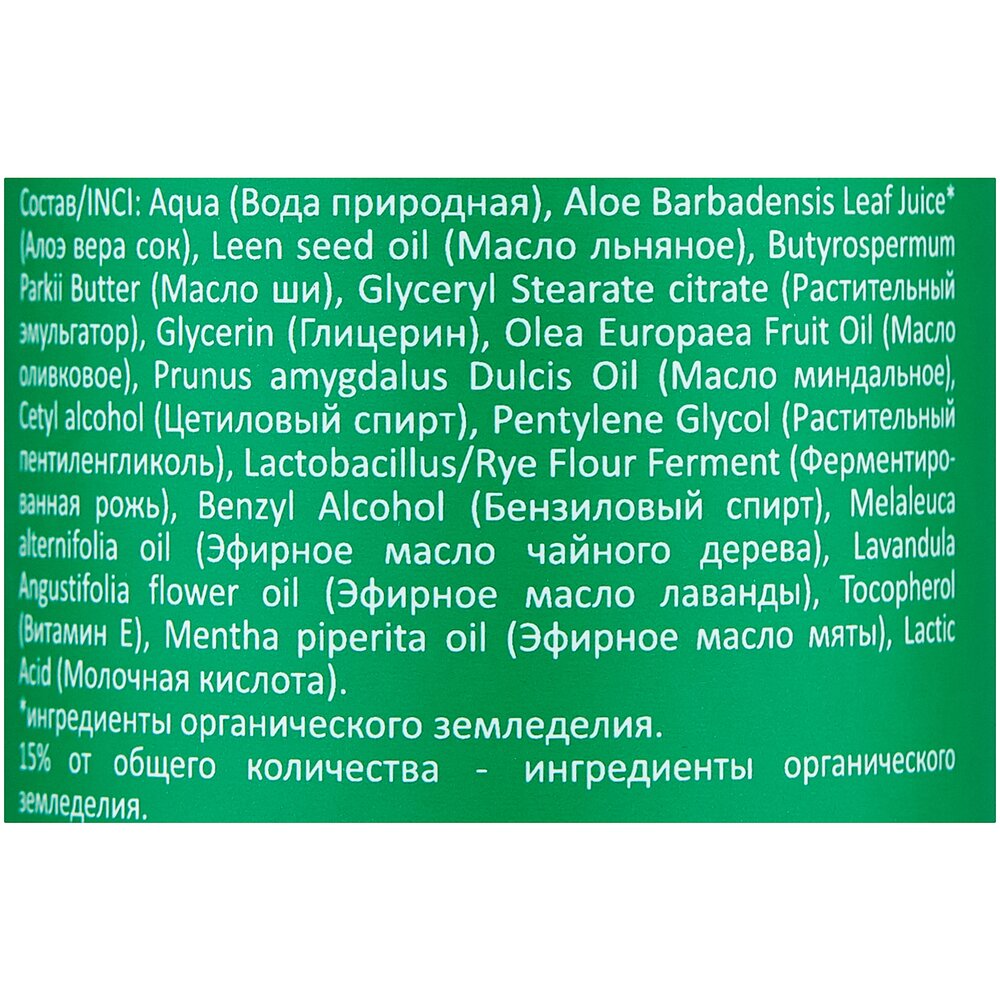 Состав/INCI: Aqua (Вода природная), Aloe Barbadensis Leaf Juice*
(Алоэ вера сок), Leen seed oil (Масло льняное), Butyrospermum
Parkii Butter (Масло ши), Glyceryl Stearate citrate (Растительный
эмульгатор), Glycerin (Глицерин), Olea Europaea Fruit Oil (Масло
оливковое), Prunus amygdalus Dulcis Oil (Масло миндальное),
Cetyl alcohol (Цетиловый спирт), Pentylene Glycol (Растительный
пентиленгликоль), Lactobacillus/Rye Flour Ferment (Ферментиро-
ванная рожь), Benzyl Alcohol (Бензиловый спирт), Melaleuca
alternifolia oil (Эфирное масло чайного дерева), Lavandula
Angustifolia flower oil (Эфирное масло лаванды), Tocopherol
(Витамин Е), Mentha piperita oil (Эфирное масло мяты), Lactic
Acid (Молочная кислота).
*ингредиенты органического земледелия.
15% от общего количества - ингредиенты органического
земледелия.